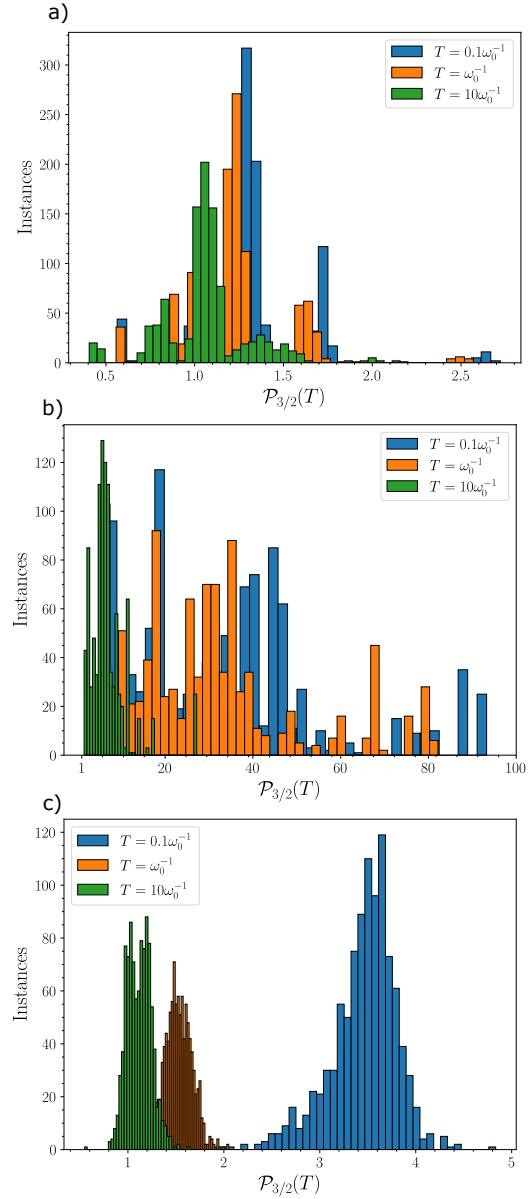 a)
300
250
200
150
100
50
0
Instances
T = 0.1ω₀⁻¹
T = ω₀⁻¹
T = 10ω₀⁻¹
0.5 1.0 1.5 2.0 2.5
𝒫₃/₂(T)
b)
120
100
80
60
40
20
0
Instances
T = 0.1ω₀⁻¹
T = ω₀⁻¹
T = 10ω₀⁻¹
1 20 40 60 80 100
𝒫₃/₂(T)
c)
120
100
80
60
40
20
0
Instances
T = 0.1ω₀⁻¹
T = ω₀⁻¹
T = 10ω₀⁻¹
1 2 3 4 5
𝒫₃/₂(T)